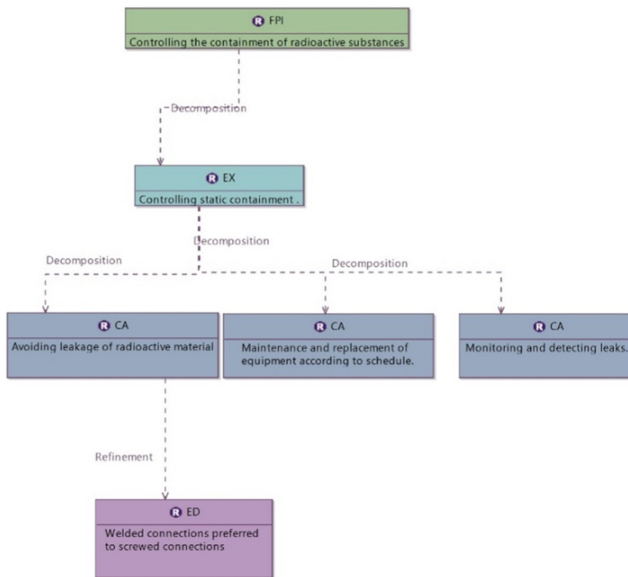 R FPI
Controlling the containment of radioactive substances
Decomposition
R EX
Controlling static containment .
Decomposition
Decomposition
Decomposition
R CA
Avoiding leakage of radioactive material
R CA
Maintenance and replacement of
equipment according to schedule.
R CA
Monitoring and detecting leaks.
Refinement
R ED
Welded connections preferred
to screwed connections